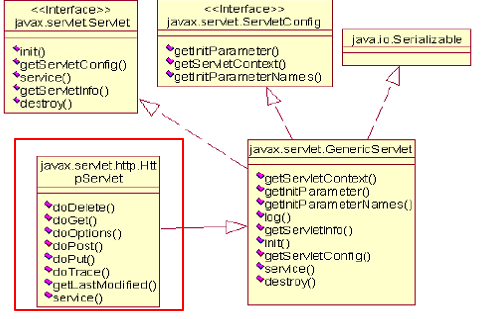 <<Interface>>
javax.servlet.Servlet
init()
getServletConfig()
service()
getServletInfo()
destroy()
<<Interface>>
javax.servlet.ServletConfig
getInitParameter()
getServletContext()
getInitParameterNames()
java.io.Serializable
javax.servlet.http.Htt
pServlet
doDelete()
doGet()
doOptions()
doPost()
doPut()
doTrace()
getLastModified()
service()
javax.servlet.GenericServlet
getServletContext()
getInitParameter()
getInitParameterNames()
log()
getServletInfo()
init()
getServletConfig()
service()
destroy()